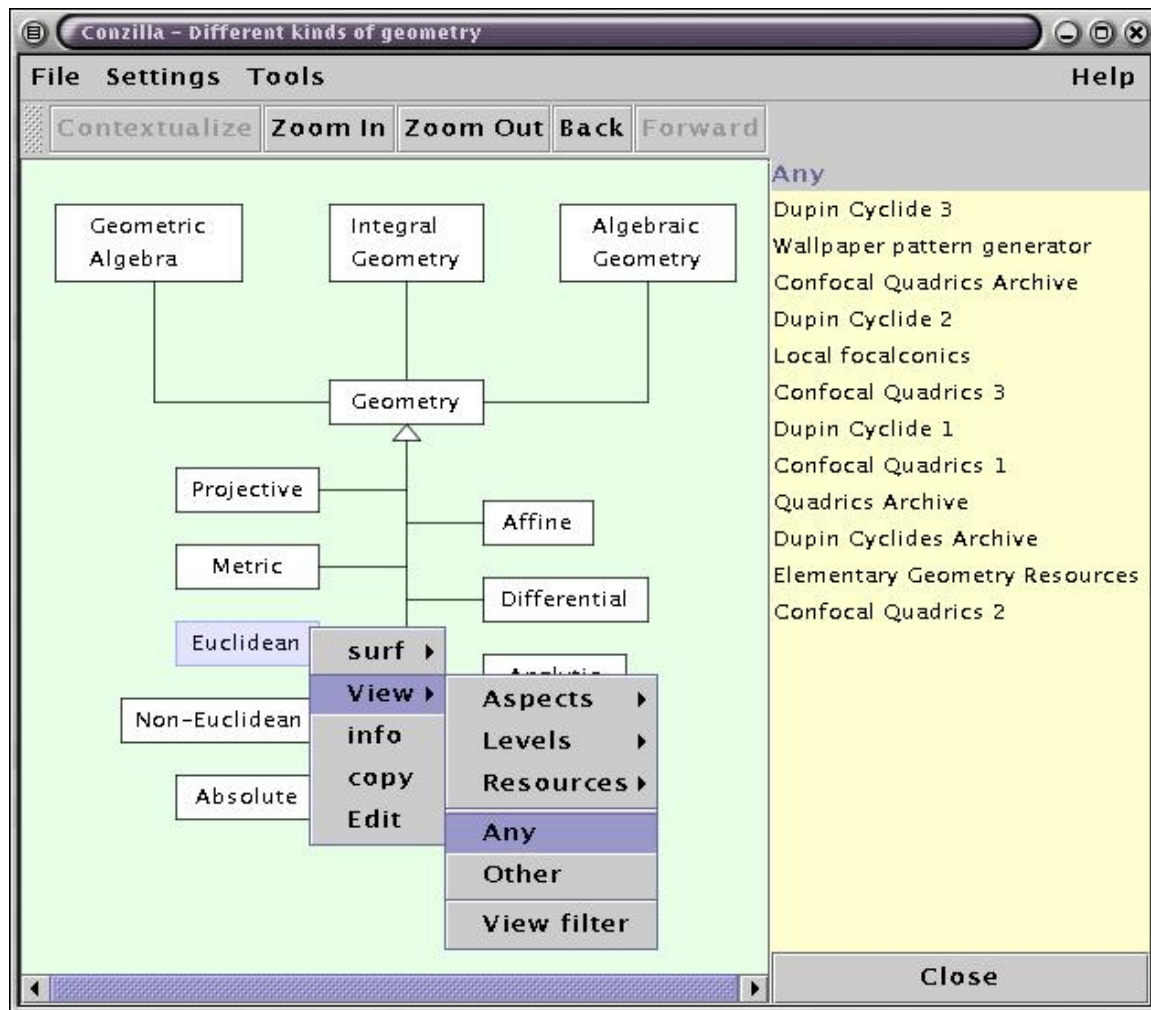 Conzilla – Different kinds of geometry
File Settings Tools Help
Contextualize Zoom In Zoom Out Back Forward
Geometric
Algebra
Integral
Geometry
Algebraic
Geometry
Geometry
Projective
Affine
Metric
Differential
Euclidean
Analytic
Non-Euclidean
Absolute
surf
View
info
copy
Edit
Aspects
Levels
Resources
Any
Other
View filter
Any
Dupin Cyclide 3
Wallpaper pattern generator
Confocal Quadrics Archive
Dupin Cyclide 2
Local focalconics
Confocal Quadrics 3
Dupin Cyclide 1
Confocal Quadrics 1
Quadrics Archive
Dupin Cyclides Archive
Elementary Geometry Resources
Confocal Quadrics 2
Close